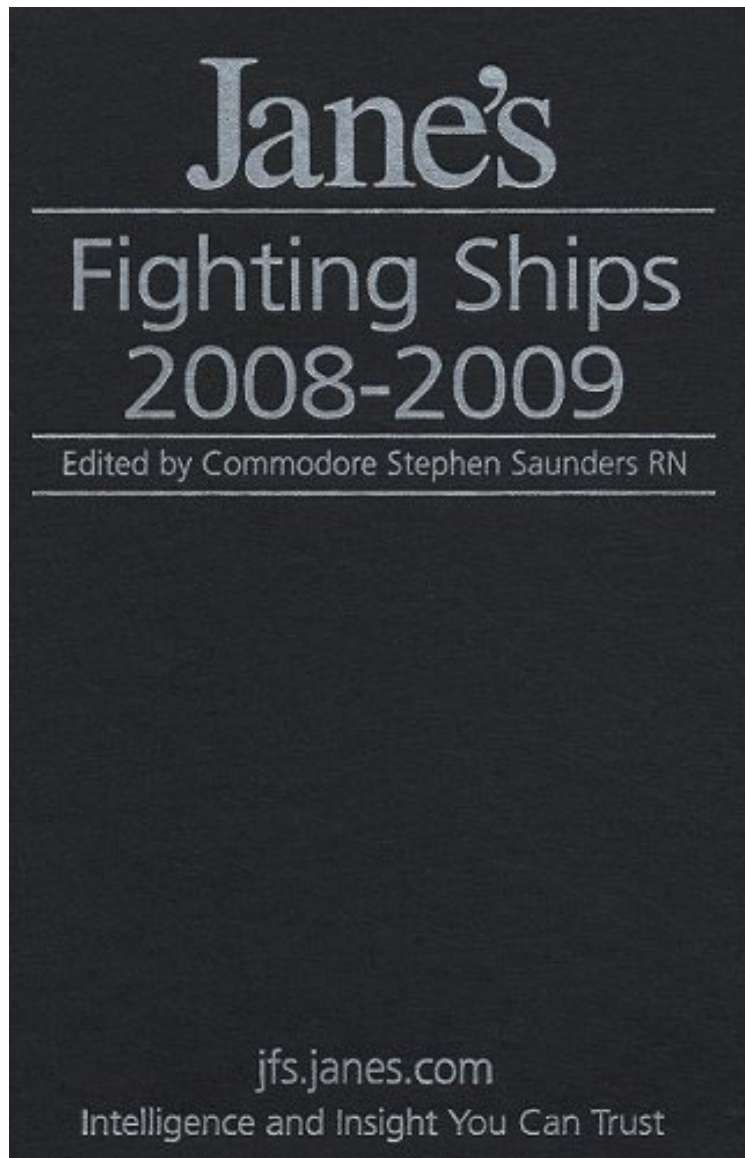 Jane's
Fighting Ships
2008-2009
Edited by Commodore Stephen Saunders RN
jfs.janes.com
Intelligence and Insight You Can Trust